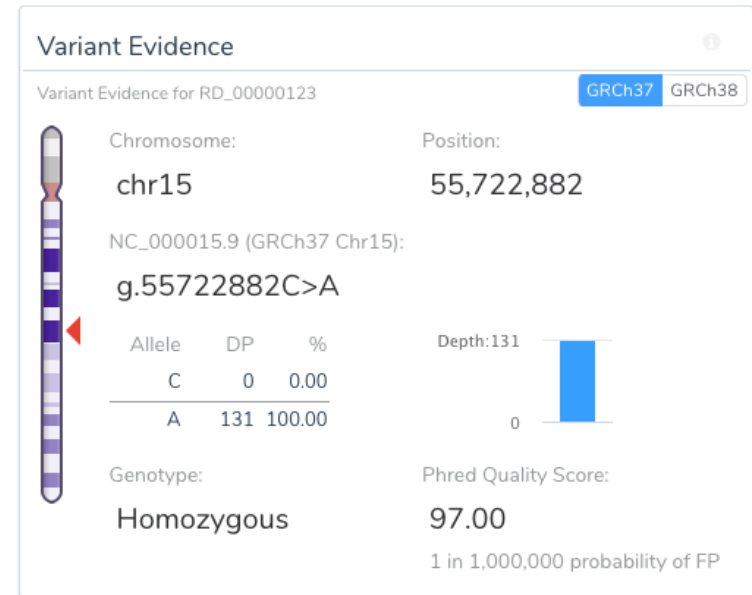 Variant Evidence
Variant Evidence for RD_00000123
GRCh37 GRCh38
Chromosome: Position:
chr15 55,722,882
NC_000015.9 (GRCh37 Chr15):
g.55722882C>A
Allele DP %
C 0 0.00
A 131 100.00
Depth:131
0
Genotype: Phred Quality Score:
Homozygous 97.00
1 in 1,000,000 probability of FP